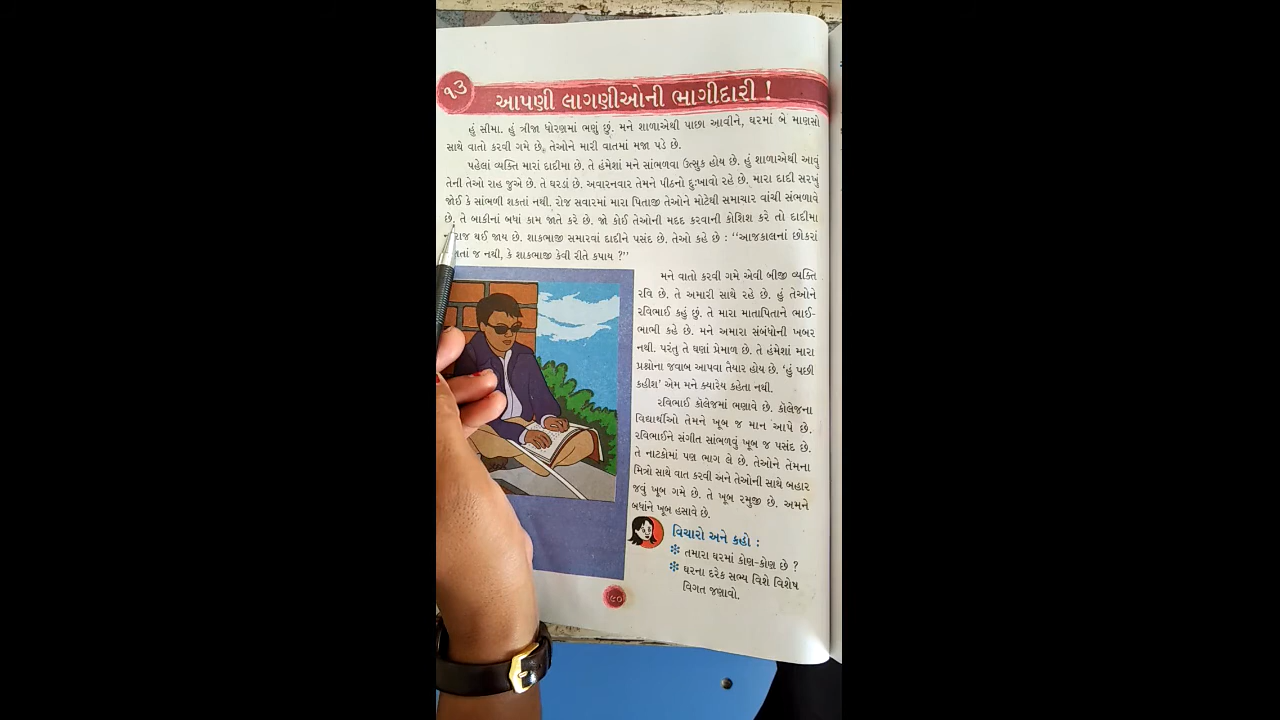 ૧૩
આપણી લાગણીઓની ભાગીદારી !
હું સીમા. હું ત્રીજા ધોરણમાં ભણું છું. મને શાળાએથી પાછા આવીને, ઘરમાં બે માણસો
સાથે વાતો કરવી ગમે છે. તેઓને મારી વાતમાં મજા પડે છે.
પહેલાં વ્યક્તિ મારાં દાદીમા છે. તે હંમેશાં મને સાંભળવા ઉત્સુક હોય છે. હું શાળાએથી આવું
તેની તેઓ રાહ જુએ છે. તે ઘરડાં છે. અવારનવાર તેમને પીઠનો દુઃખાવો રહે છે. મારા દાદી સરખું
જોઈ કે સાંભળી શકતાં નથી. રોજ સવારમાં મારા પિતાજી તેઓને મોટેથી સમાચાર વાંચી સંભળાવે
છે. તે બાકીનાં બધાં કામ જાતે કરે છે. જો કોઈ તેઓની મદદ કરવાની કોશિશ કરે તો દાદીમા
થઈ જાય છે. શાકભાજી સમારવાં દાદીને પસંદ છે. તેઓ કહે છે : “આજકાલનાં છોકરાં
જ નથી, કે શાકભાજી કેવી રીતે કપાય ?”
મને વાતો કરવી ગમે એવી બીજી વ્યક્તિ
રવિ છે. તે અમારી સાથે રહે છે. હું તેઓને
રવિભાઈ કહું છું. તે મારા માતાપિતાને ભાઈ-
ભાભી કહે છે. મને અમારા સંબંધોની ખબર
નથી. પરંતુ તે ઘણાં પ્રેમાળ છે. તે હંમેશાં મારા
પ્રશ્નોના જવાબ આપવા તૈયાર હોય છે. ‘હું પછી
કહીશ’ એમ મને ક્યારેય કહેતા નથી.
રવિભાઈ કૉલેજમાં ભણાવે છે. કૉલેજના
વિદ્યાર્થીઓ તેમને ખૂબ જ માન આપે છે.
રવિભાઈને સંગીત સાંભળવું ખૂબ જ પસંદ છે.
તે નાટકોમાં પણ ભાગ લે છે. તેઓને તેમના
મિત્રો સાથે વાત કરવી અને તેઓની સાથે બહાર
જવું ખૂબ ગમે છે. તે ખૂબ રમુજી છે. અમને
બધાંને ખૂબ હસાવે છે.
વિચારો અને કહો :
✻ તમારા ઘરમાં કોણ-કોણ છે ?
✻ ઘરના દરેક સભ્ય વિશે વિશેષ
વિગત જણાવો.
૯૦